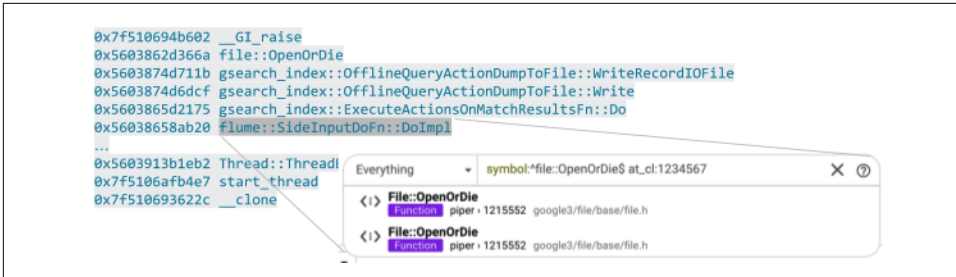 0x7f510694b602 __GI_raise
0x5603862d366a file::OpenOrDie
0x5603874d711b gsearch_index::OfflineQueryActionDumpToFile::WriteRecordIOFile
0x5603874d6dcf gsearch_index::OfflineQueryActionDumpToFile::Write
0x5603865d2175 gsearch_index::ExecuteActionsOnMatchResultsFn::Do
0x56038658ab20 flume::SideInputDoFn::DoImpl
...
0x5603913b1eb2 Thread::Thread
0x7f5106afb4e7 start_thread
0x7f510693622c __clone
Everything symbol:^file::OpenOrDie$ at_cl:1234567
File::OpenOrDie
Function piper › 1215552 google3/file/base/file.h
File::OpenOrDie
Function piper › 1215552 google3/file/base/file.h